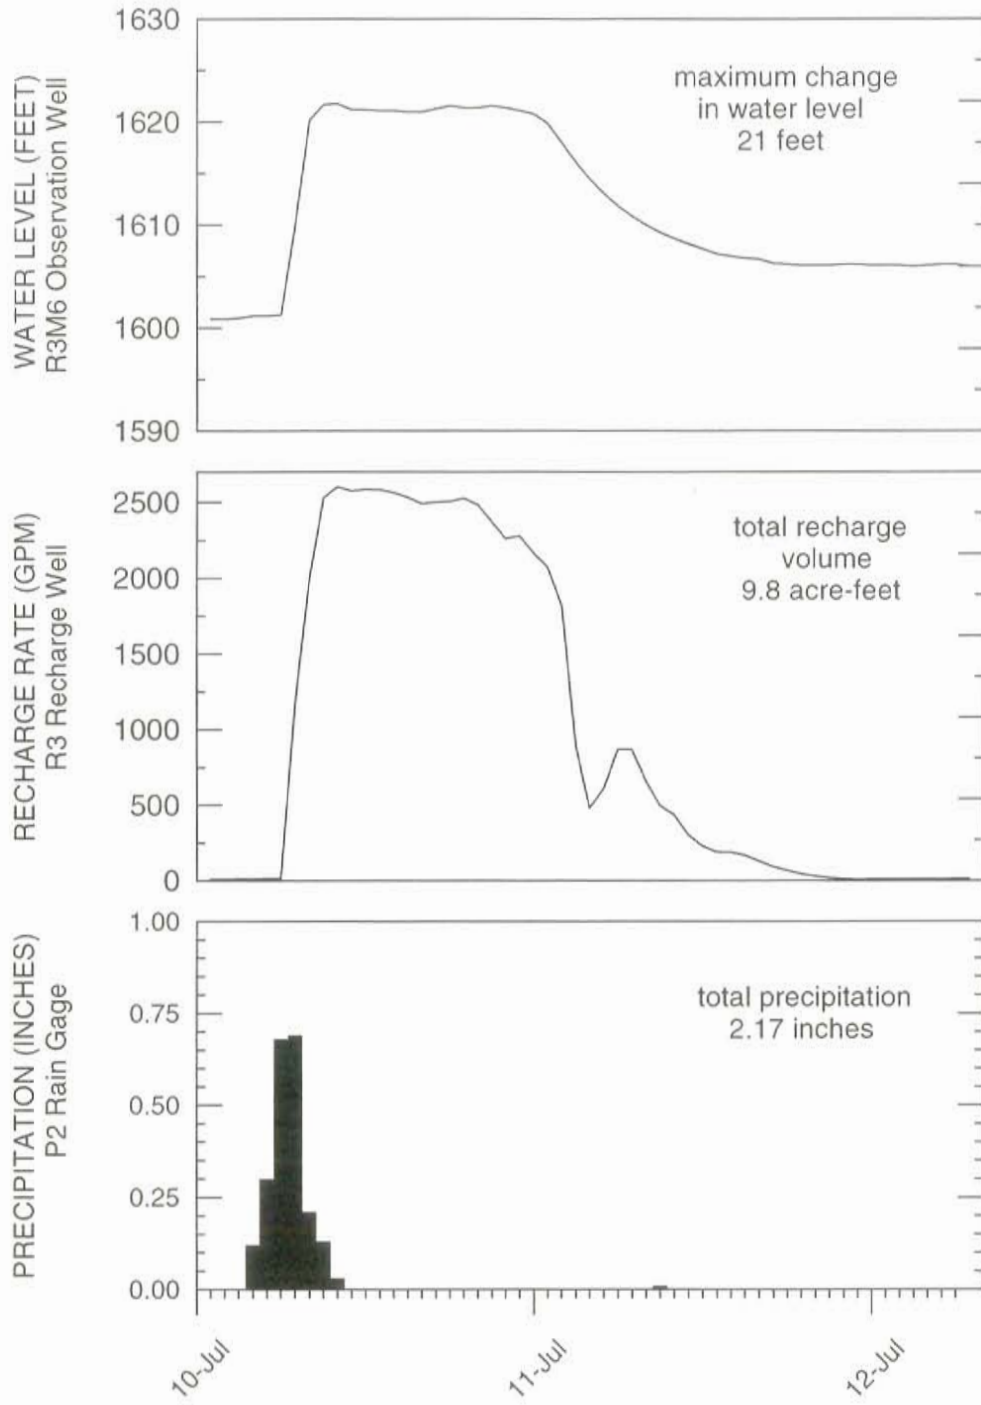 WATER LEVEL (FEET)
R3M6 Observation Well
1630
1620
1610
1600
1590
maximum change
in water level
21 feet
RECHARGE RATE (GPM)
R3 Recharge Well
2500
2000
1500
1000
500
0
total recharge
volume
9.8 acre-feet
PRECIPITATION (INCHES)
P2 Rain Gage
1.00
0.75
0.50
0.25
0.00
total precipitation
2.17 inches
10-Jul
11-Jul
12-Jul